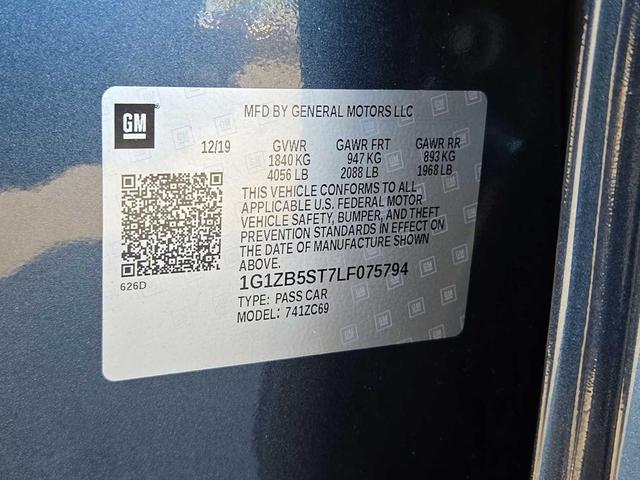 GM
MFD BY GENERAL MOTORS LLC
12/19 GVWR GAWR FRT GAWR RR
1840 KG 947 KG 893 KG
4056 LB 2088 LB 1968 LB
THIS VEHICLE CONFORMS TO ALL
APPLICABLE U.S. FEDERAL MOTOR
VEHICLE SAFETY, BUMPER, AND THEFT
PREVENTION STANDARDS IN EFFECT ON
THE DATE OF MANUFACTURE SHOWN
ABOVE.
626D
1G1ZB5ST7LF075794
TYPE: PASS CAR
MODEL: 741ZC69